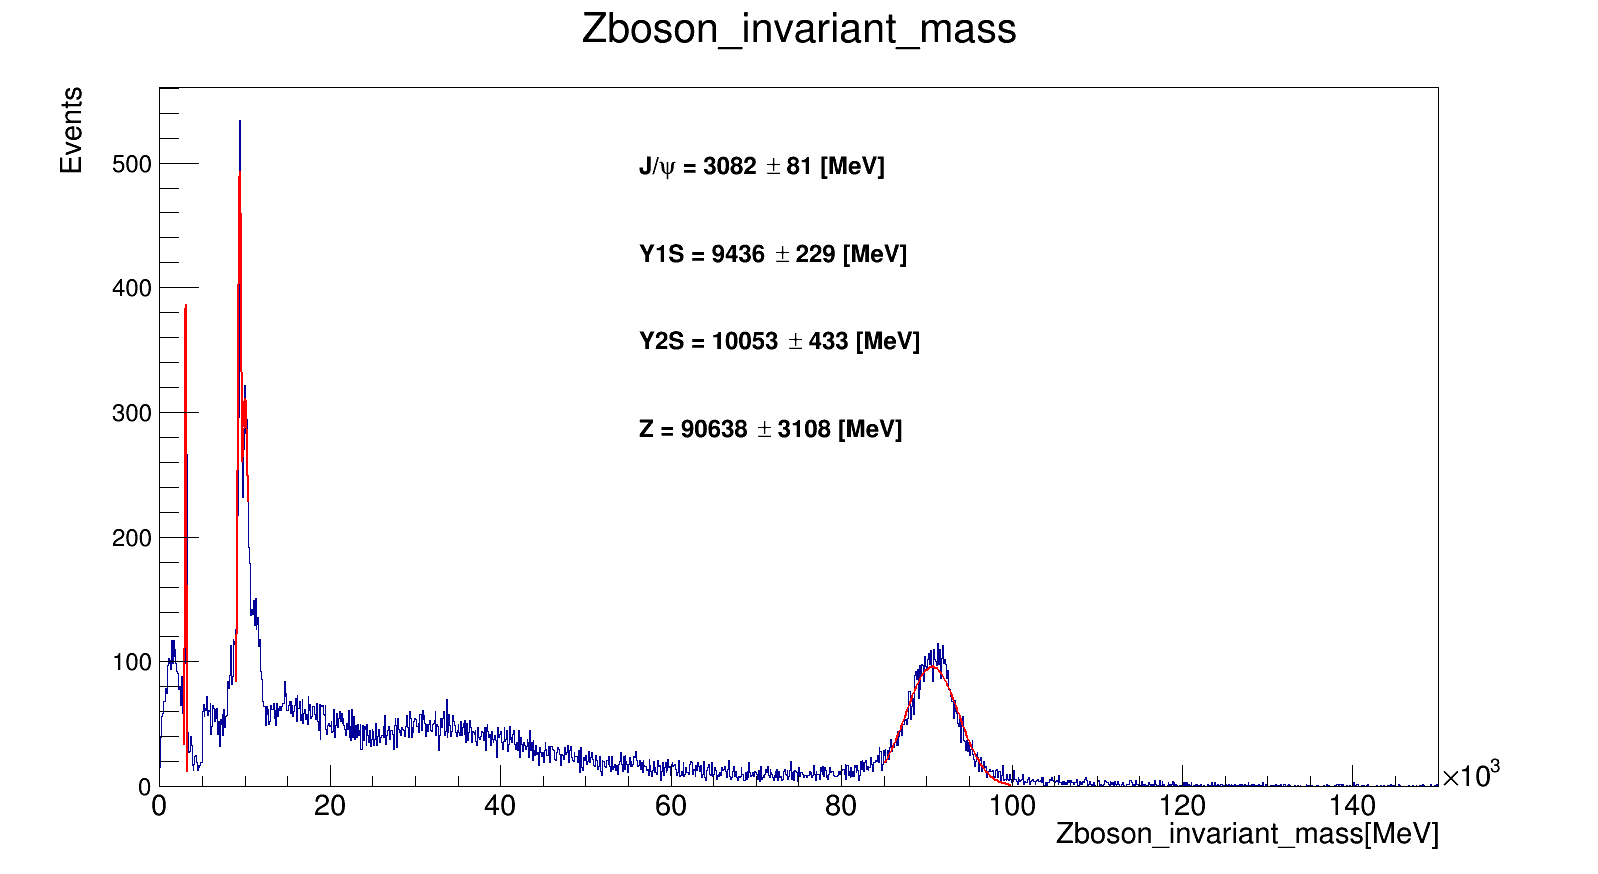 Zboson_invariant_mass
Events
500
400
300
200
100
0
J/ψ = 3082 ± 81 [MeV]
Y1S = 9436 ± 229 [MeV]
Y2S = 10053 ± 433 [MeV]
Z = 90638 ± 3108 [MeV]
0 20 40 60 80 100 120 140 ×10³
Zboson_invariant_mass[MeV]